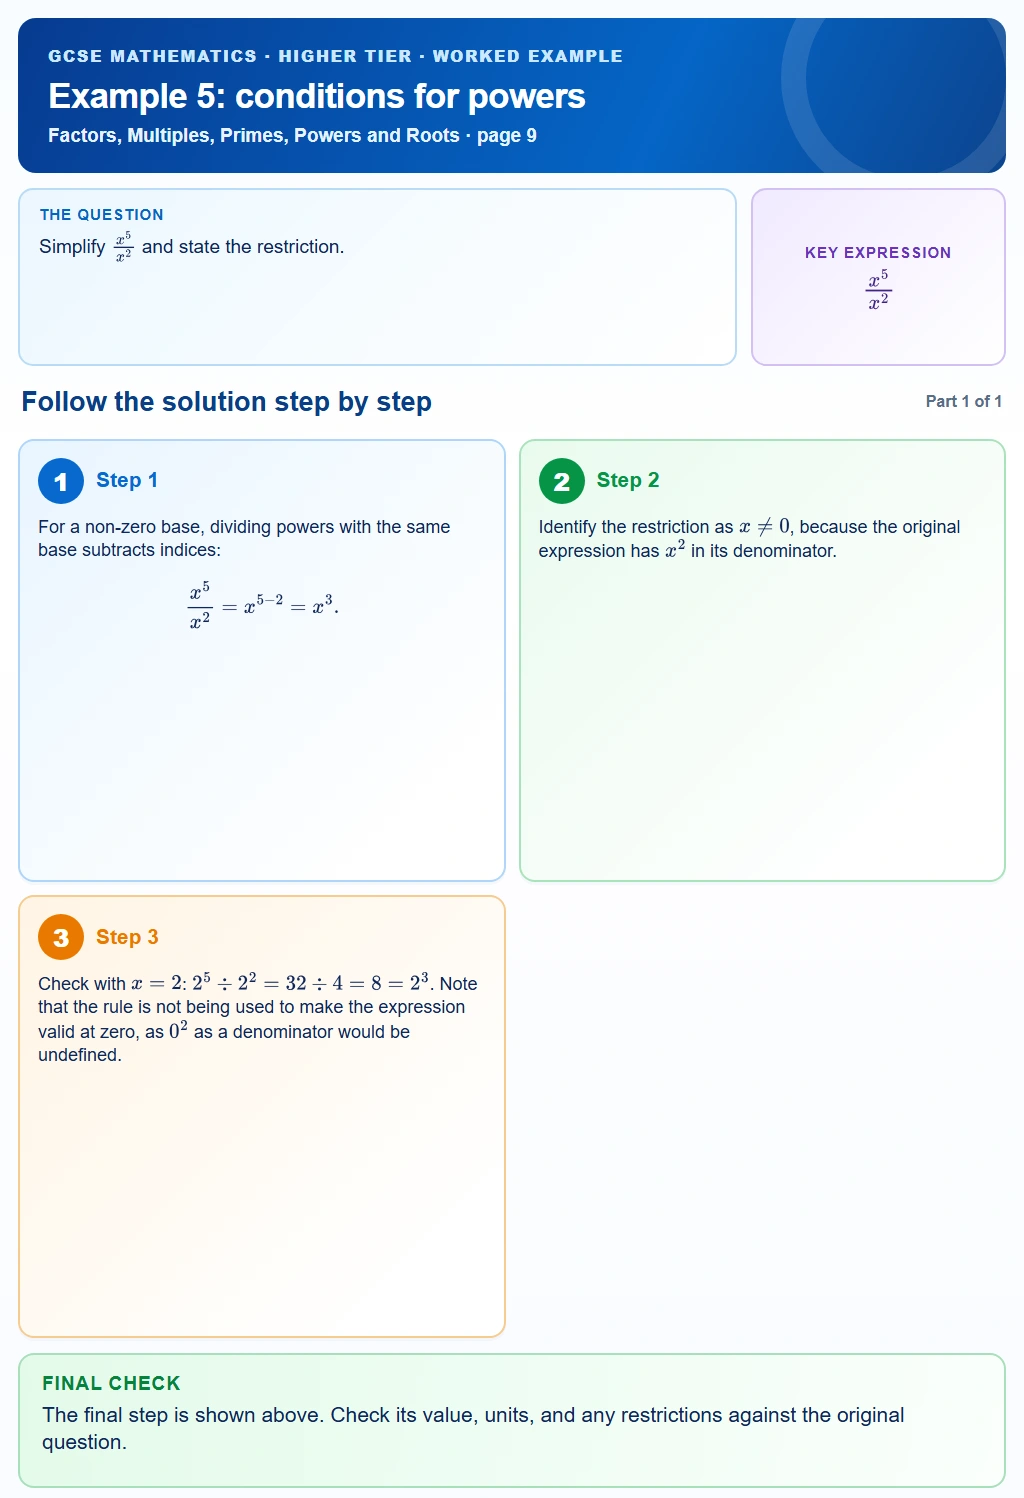 GCSE MATHEMATICS · HIGHER TIER · WORKED EXAMPLE
Example 5: conditions for powers
Factors, Multiples, Primes, Powers and Roots · page 9
THE QUESTION
Simplify $\frac{x^5}{x^2}$ and state the restriction.
KEY EXPRESSION
$\frac{x^5}{x^2}$
Follow the solution step by step
Part 1 of 1
1 Step 1
For a non-zero base, dividing powers with the same
base subtracts indices:
$\frac{x^5}{x^2} = x^{5-2} = x^3.$
2 Step 2
Identify the restriction as $x \neq 0$, because the original
expression has $x^2$ in its denominator.
3 Step 3
Check with $x = 2$: $2^5 \div 2^2 = 32 \div 4 = 8 = 2^3$. Note
that the rule is not being used to make the expression
valid at zero, as $0^2$ as a denominator would be
undefined.
FINAL CHECK
The final step is shown above. Check its value, units, and any restrictions against the original
question.